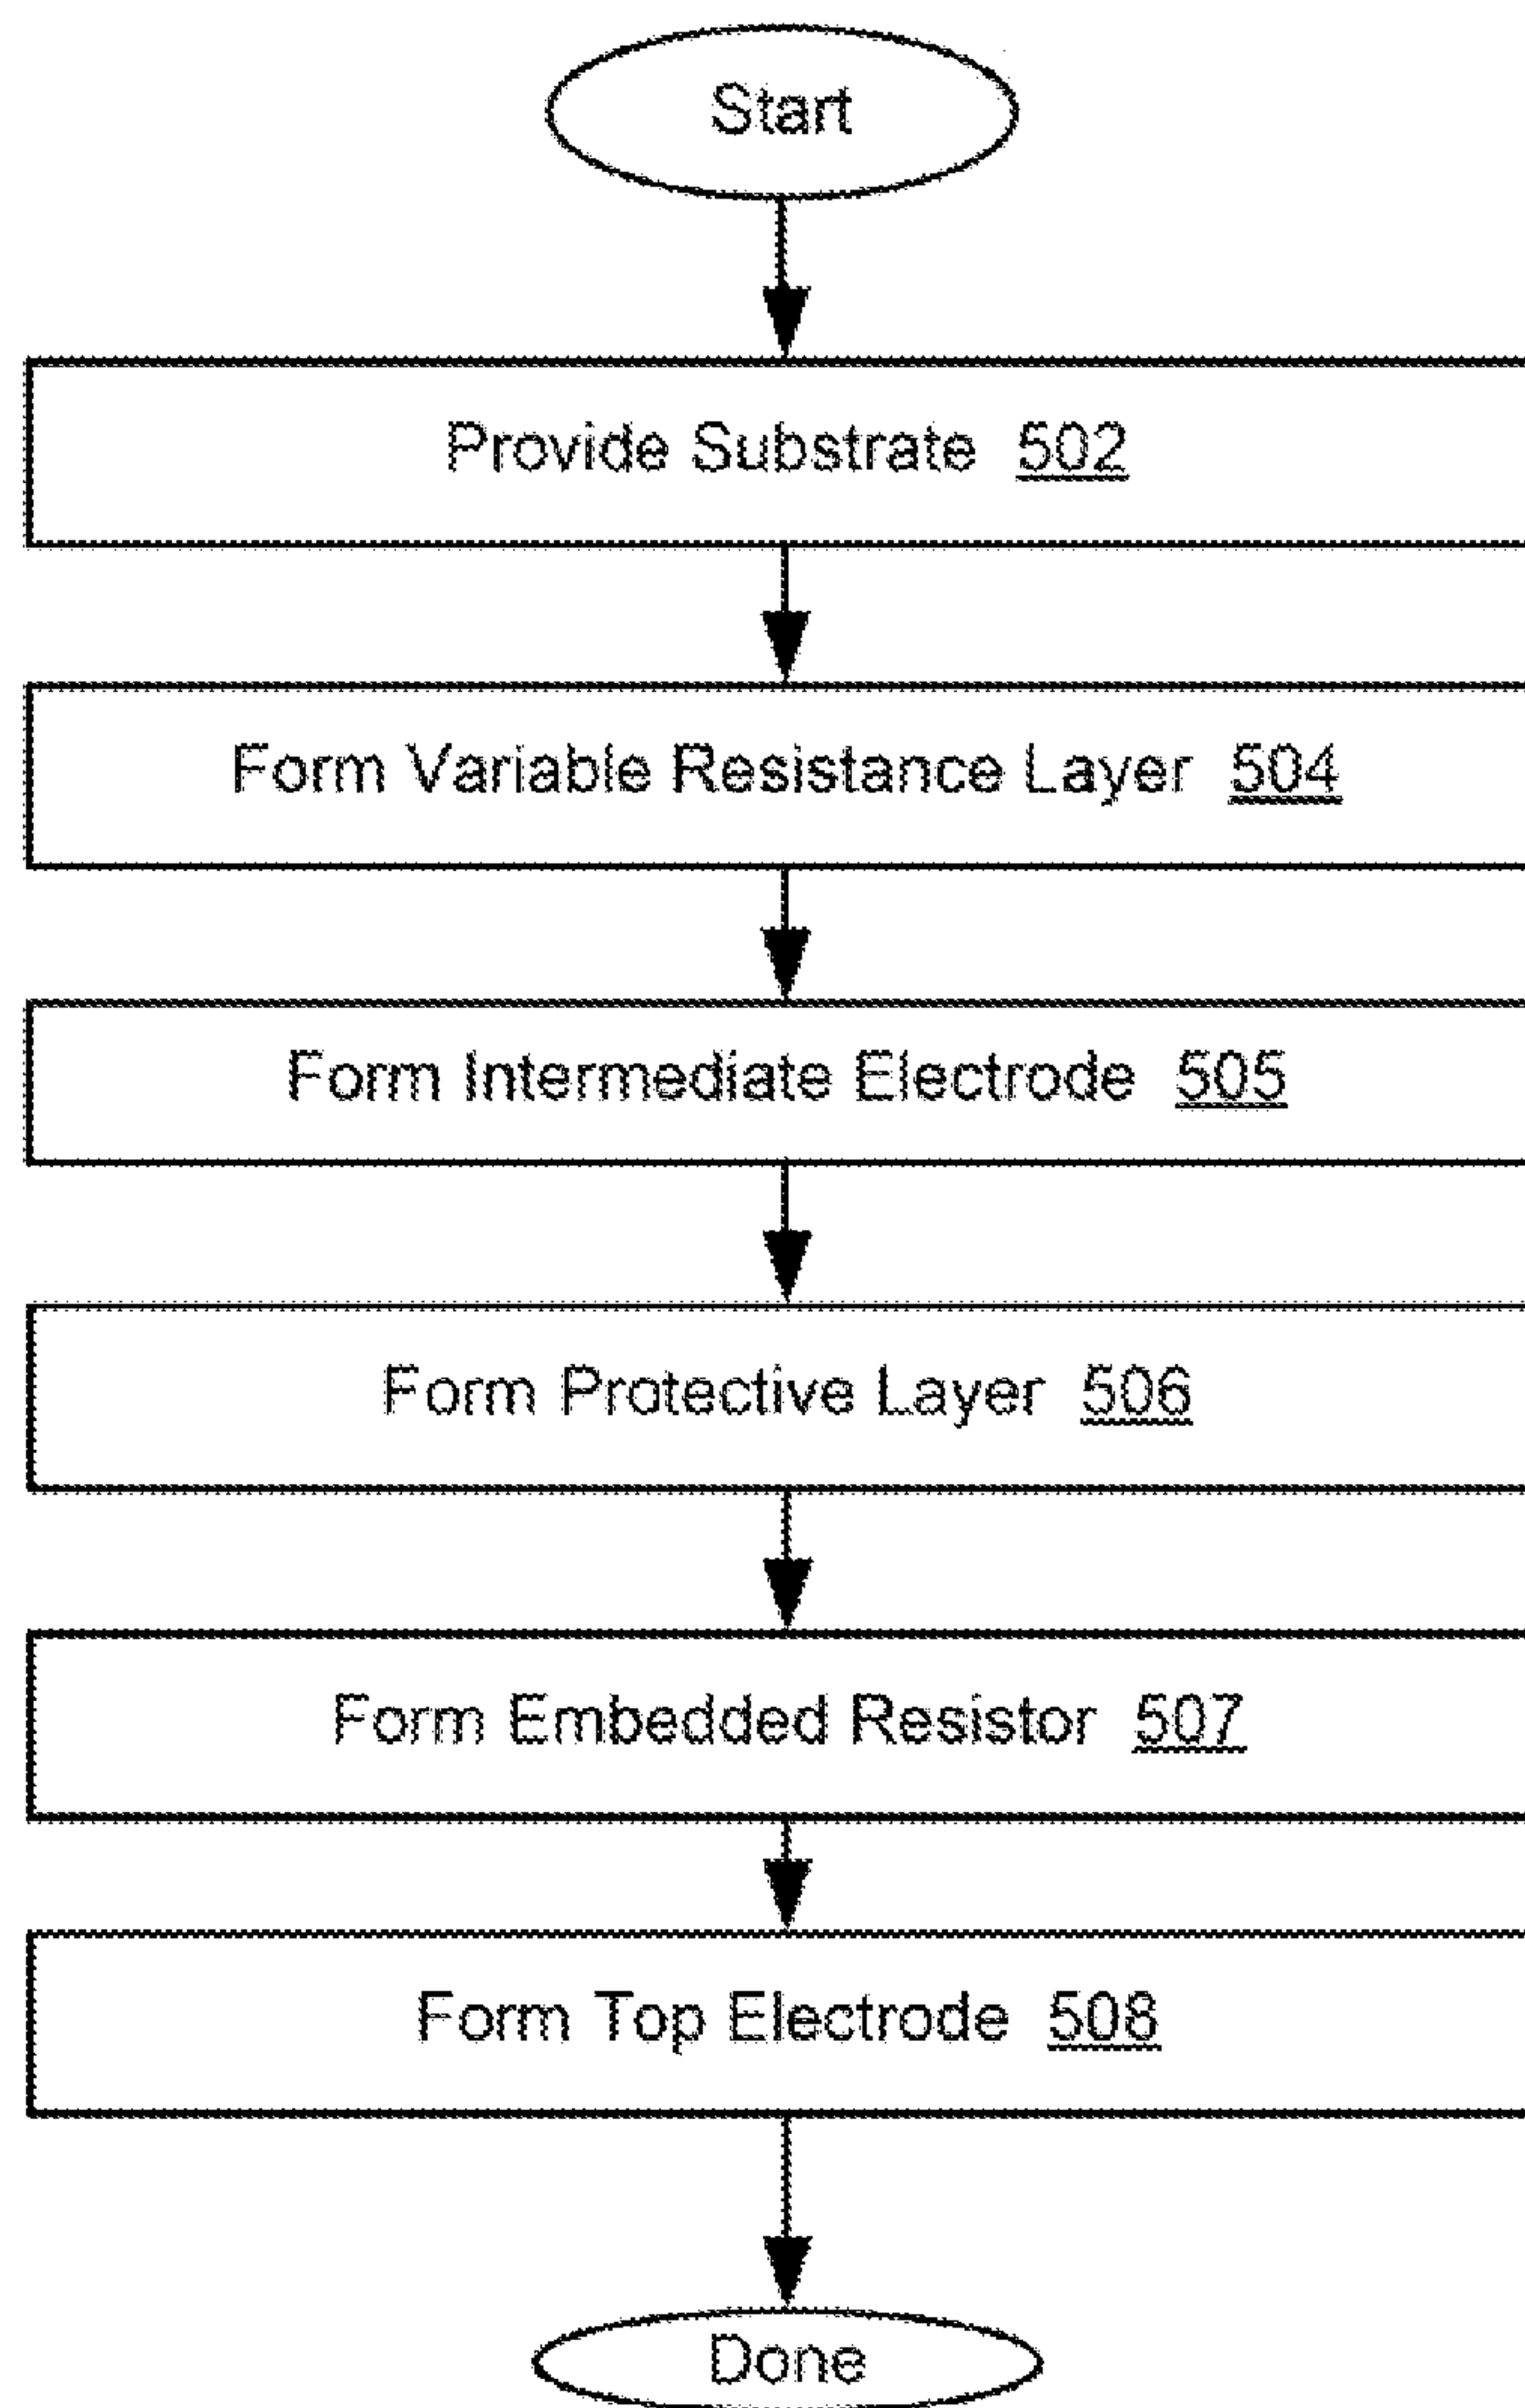 Start
Provide Substrate 502
Form Variable Resistance Layer 504
Form Intermediate Electrode 505
Form Protective Layer 506
Form Embedded Resistor 507
Form Top Electrode 508
Done